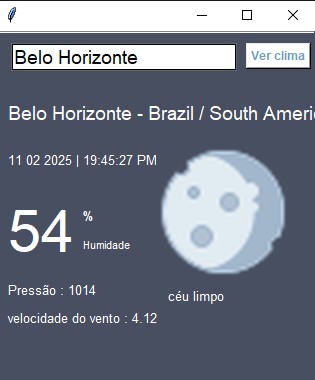 Belo Horizonte
Ver clima
Belo Horizonte - Brazil / South Ameri
11 02 2025 | 19:45:27 PM
54 %
Humidade
Pressão : 1014
céu limpo
velocidade do vento : 4.12